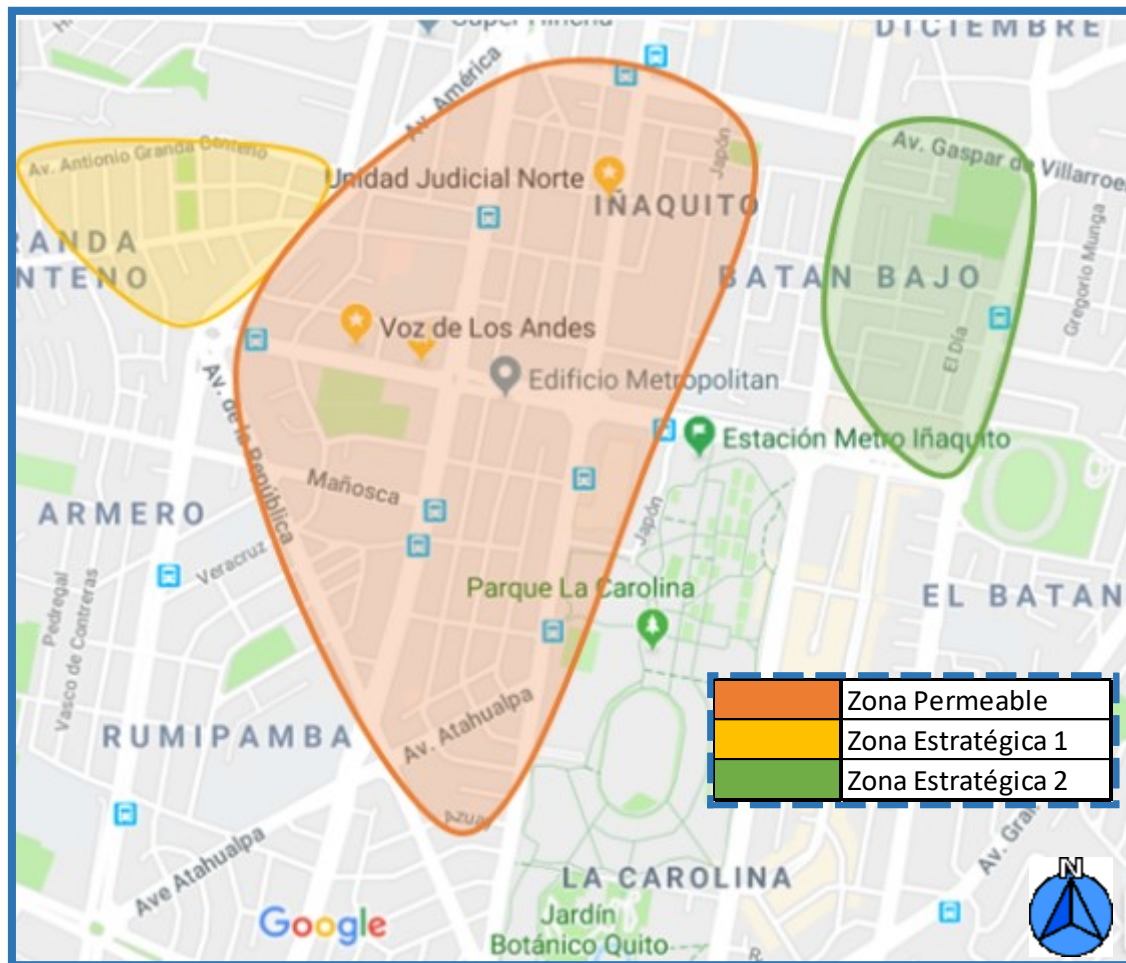 DICIEMBRE
Av. América
Av. Antonio Granda Centeno
Unidad Judicial Norte
Japón
Av. Gaspar de Villarroel
IÑAQUITO
RANDA
NTENO
BATAN BAJO
Gregorio Munga
Voz de Los Andes
El Día
Edificio Metropolitan
Av. de la República
Estación Metro Iñaquito
Mañosca
ARMERO
Japón
Veracruz
Pedregal
Vasco de Contreras
Parque La Carolina
EL BATAN
Zona Permeable
Zona Estratégica 1
Zona Estratégica 2
RUMIPAMBA
Av. Atahualpa
Azuay
Ave Atahualpa
Av. Gran
LA CAROLINA
N
Google
Jardín
Botánico Quito
R.